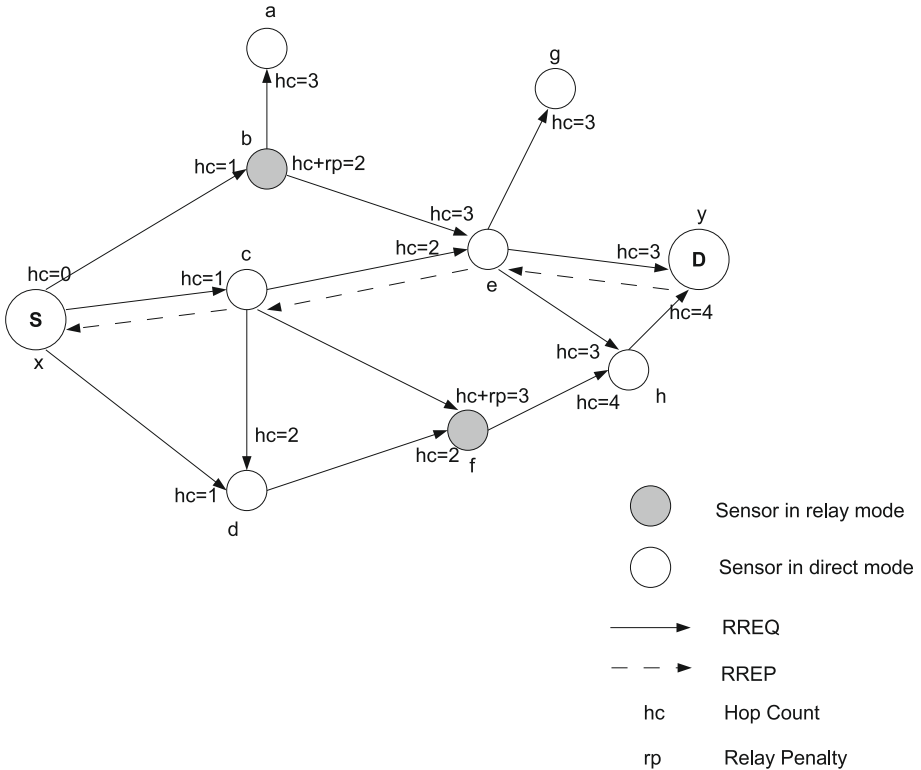 a
hc=3
g
hc=3
b
hc=1
hc+rp=2
hc=3
y
hc=2
hc=3
D
c
hc=0
hc=1
e
S
hc=4
x
hc=3
hc+rp=3
h
hc=4
hc=2
hc=2
f
hc=1
d
Sensor in relay mode
Sensor in direct mode
RREQ
RREP
hc Hop Count
rp Relay Penalty